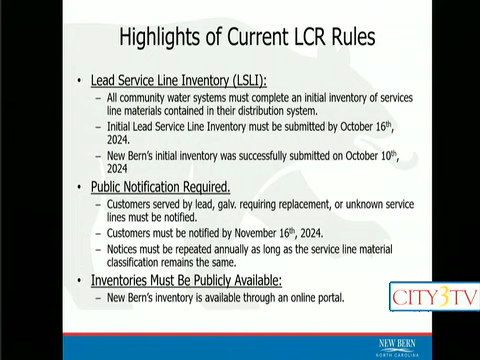 Highlights of Current LCR Rules
• Lead Service Line Inventory (LSLI):
– All community water systems must complete an initial inventory of services
line materials contained in their distribution system.
– Initial Lead Service Line Inventory must be submitted by October 16th,
2024.
– New Bern's initial inventory was successfully submitted on October 10th,
2024
• Public Notification Required.
– Customers served by lead, galv. requiring replacement, or unknown service
lines must be notified.
– Customers must be notified by November 16th, 2024.
– Notices must be repeated annually as long as the service line material
classification remains the same.
• Inventories Must Be Publicly Available:
– New Bern's inventory is available through an online portal.
CITY3TV
NEW BERN
NORTH CAROLINA